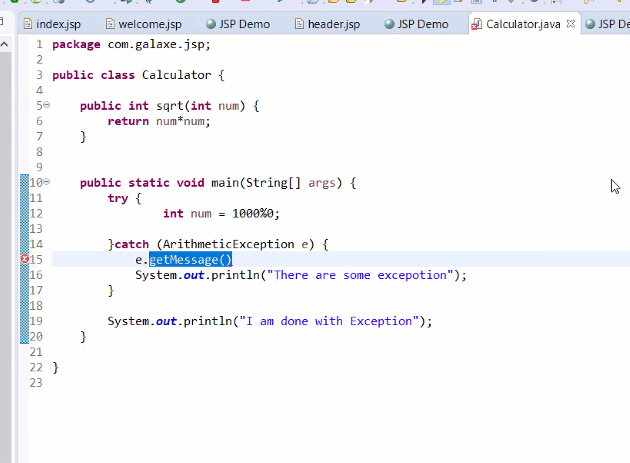 index.jsp welcome.jsp JSP Demo header.jsp JSP Demo Calculator.java JSP De
1 package com.galaxe.jsp;
2
3 public class Calculator {
4
5 public int sqrt(int num) {
6 return num*num;
7 }
8
9
10 public static void main(String[] args) {
11 try {
12 int num = 1000%0;
13
14 }catch (ArithmeticException e) {
15 e.getMessage()
16 System.out.println("There are some excepotion");
17 }
18
19 System.out.println("I am done with Exception");
20 }
21
22 }
23